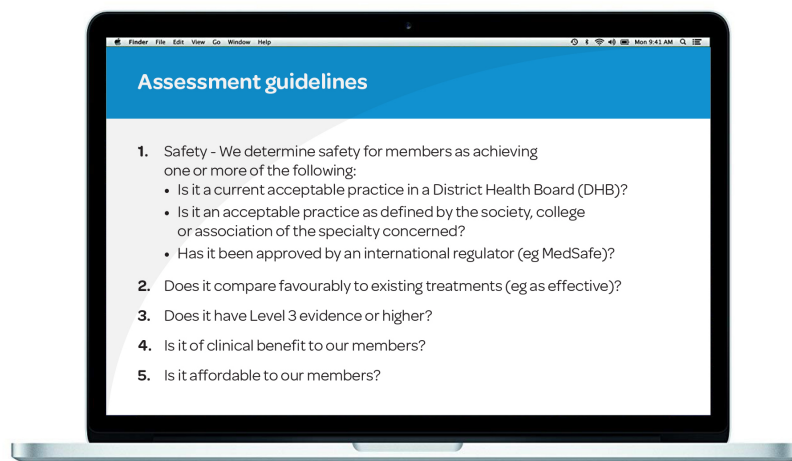 Finder File Edit View Go Window Help
Mon 9:41 AM
Assessment guidelines
1. Safety - We determine safety for members as achieving
one or more of the following:
• Is it a current acceptable practice in a District Health Board (DHB)?
• Is it an acceptable practice as defined by the society, college
or association of the specialty concerned?
• Has it been approved by an international regulator (eg MedSafe)?
2. Does it compare favourably to existing treatments (eg as effective)?
3. Does it have Level 3 evidence or higher?
4. Is it of clinical benefit to our members?
5. Is it affordable to our members?